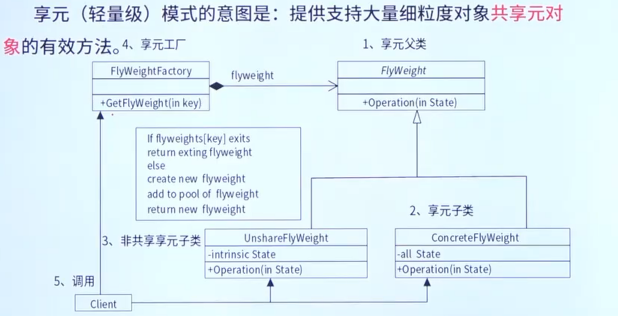 享元（轻量级）模式的意图是：提供支持大量细粒度对象共享元对
象的有效方法。
4、享元工厂
1、享元父类
FlyWeightFactory
flyweight
FlyWeight
+GetFlyWeight(in key)
+Operation(in State)
If flyweights[key] exits
return exting flyweight
else
create new flyweight
add to pool of flyweight
return new flyweight
2、享元子类
3、非共享享元子类
UnshareFlyWeight
ConcreteFlyWeight
-intrinsic State
-all State
+Operation(in State)
+Operation(in State)
5、调用
Client